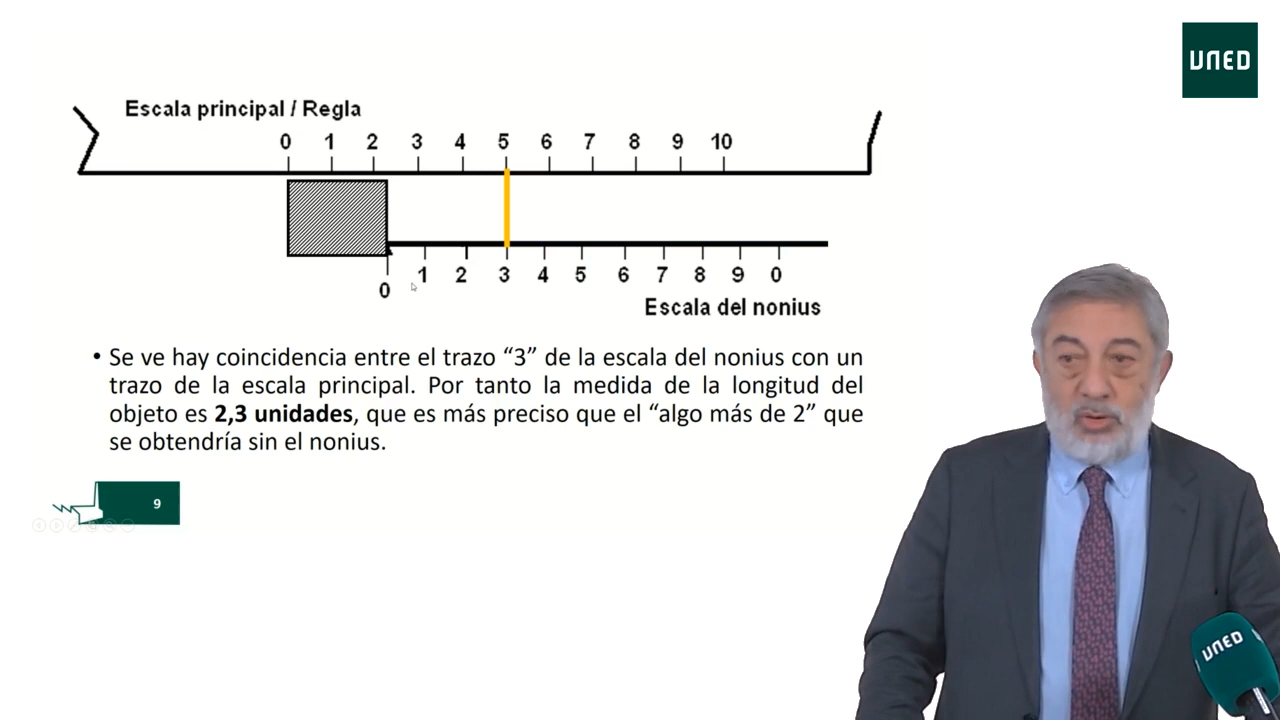 UNED
Escala principal / Regla
0 1 2 3 4 5 6 7 8 9 10
1 2 3 4 5 6 7 8 9 0
0
Escala del nonius
• Se ve hay coincidencia entre el trazo “3” de la escala del nonius con un
trazo de la escala principal. Por tanto la medida de la longitud del
objeto es 2,3 unidades, que es más preciso que el “algo más de 2” que
se obtendría sin el nonius.
9
UNED